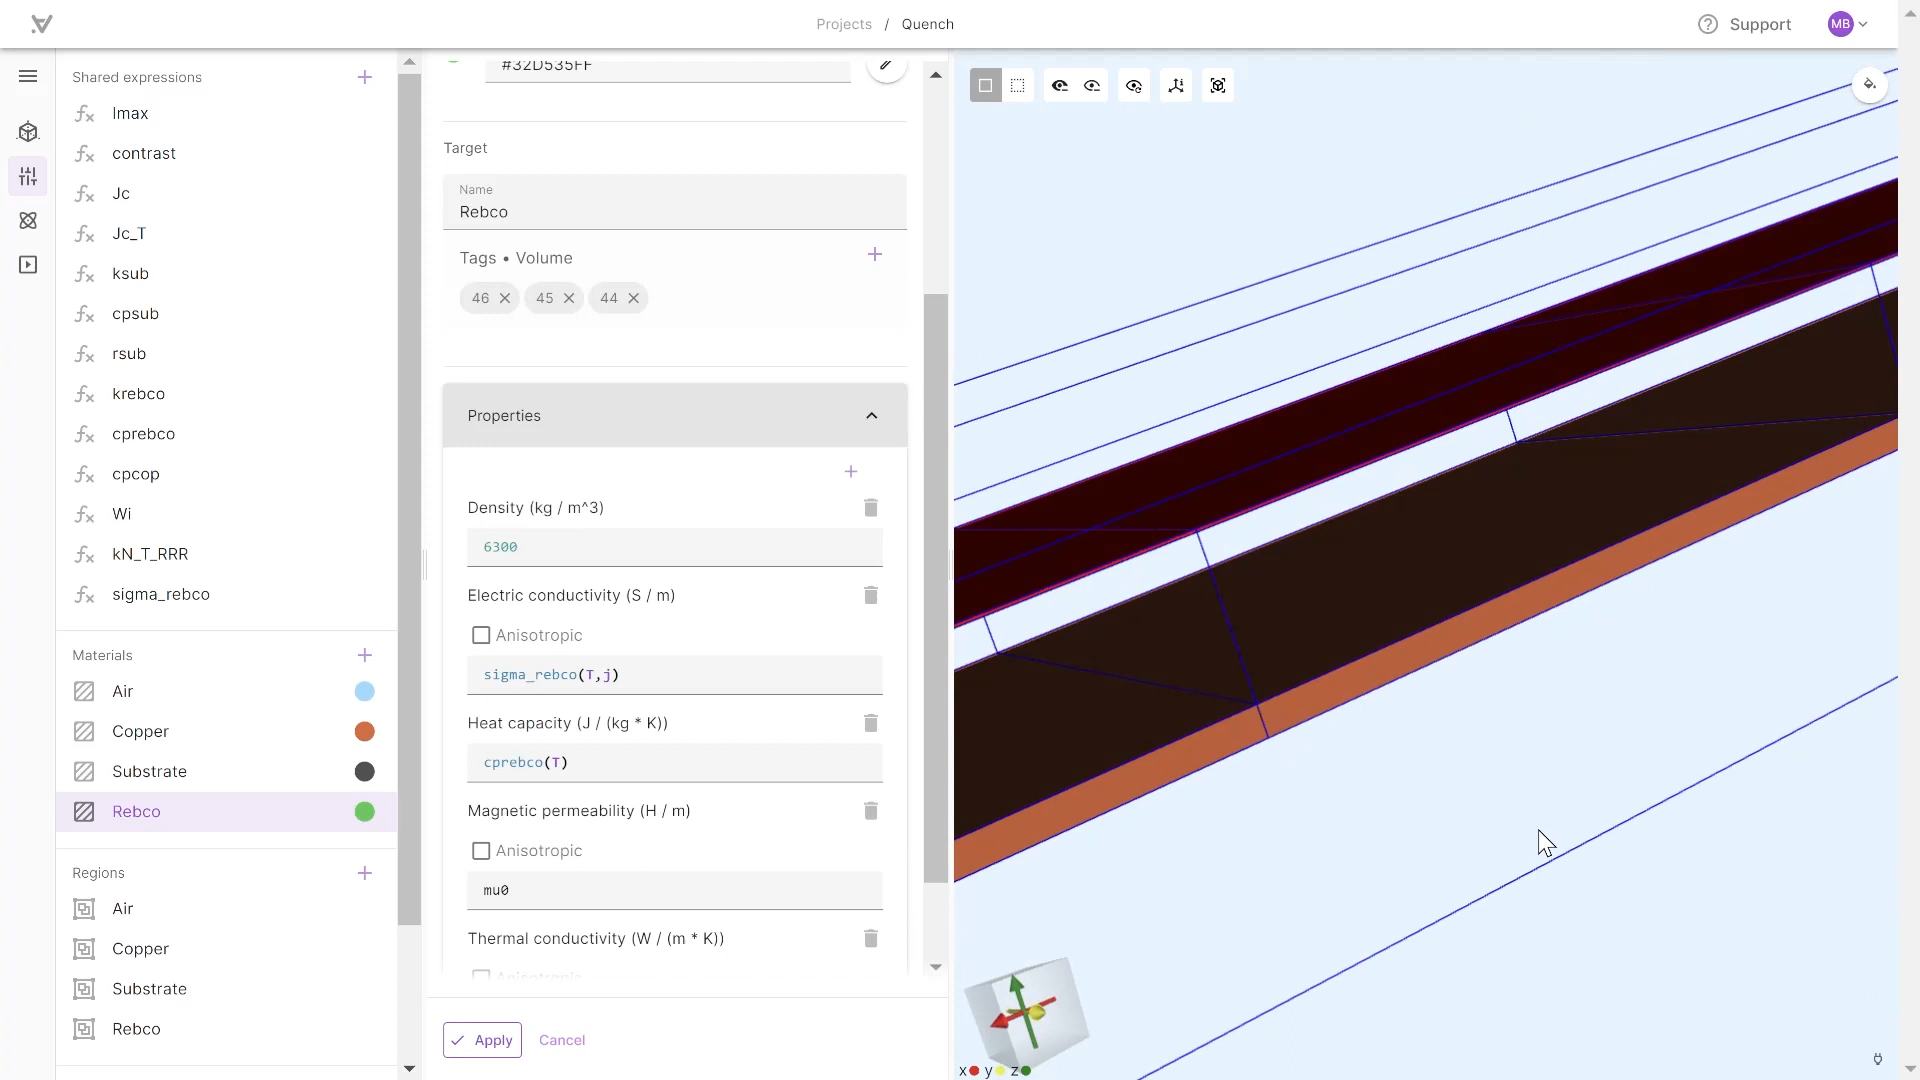 Projects / Quench
Support
MB
Shared expressions
Imax
contrast
Jc
Jc_T
ksub
cpsub
rsub
krebco
cprebco
cpcop
Wi
kN_T_RRR
sigma_rebco
Materials
Air
Copper
Substrate
Rebco
Regions
Air
Copper
Substrate
Rebco
#32D535FF
Target
Name
Rebco
Tags • Volume
46
45
44
Properties
Density (kg / m^3)
6300
Electric conductivity (S / m)
Anisotropic
sigma_rebco(T,j)
Heat capacity (J / (kg * K))
cprebco(T)
Magnetic permeability (H / m)
Anisotropic
mu0
Thermal conductivity (W / (m * K))
Anisotropic
Apply
Cancel
x y z